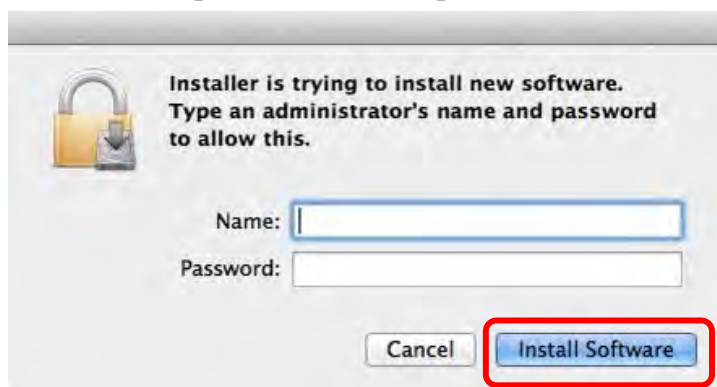 Installer is trying to install new software.
Type an administrator's name and password
to allow this.
Name:
Password:
Cancel
Install Software